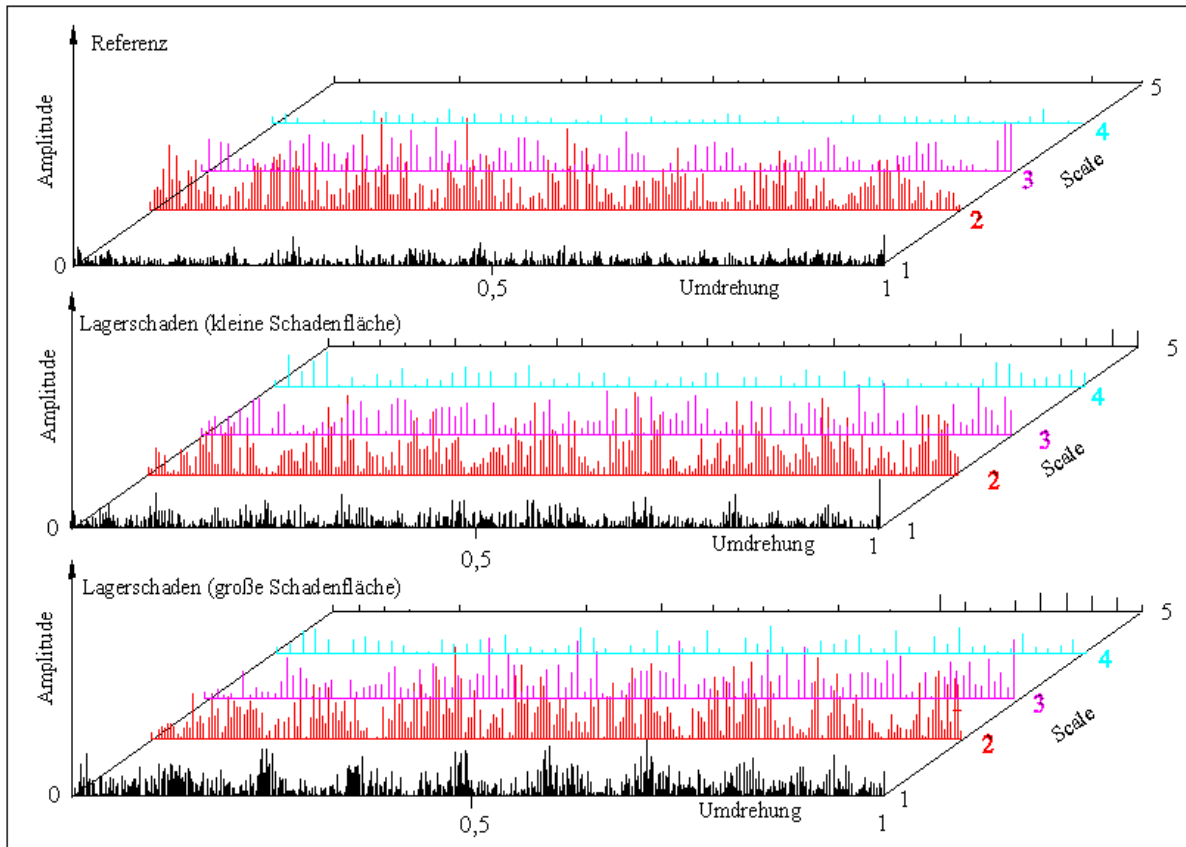 Referenz
Amplitude
0
0,5
Umdrehung
1
1
2
3
4
5
Scale
Lagerschaden (kleine Schadenfläche)
Amplitude
0
0,5
Umdrehung
1
1
2
3
4
5
Scale
Lagerschaden (große Schadenfläche)
Amplitude
0
0,5
Umdrehung
1
1
2
3
4
5
Scale